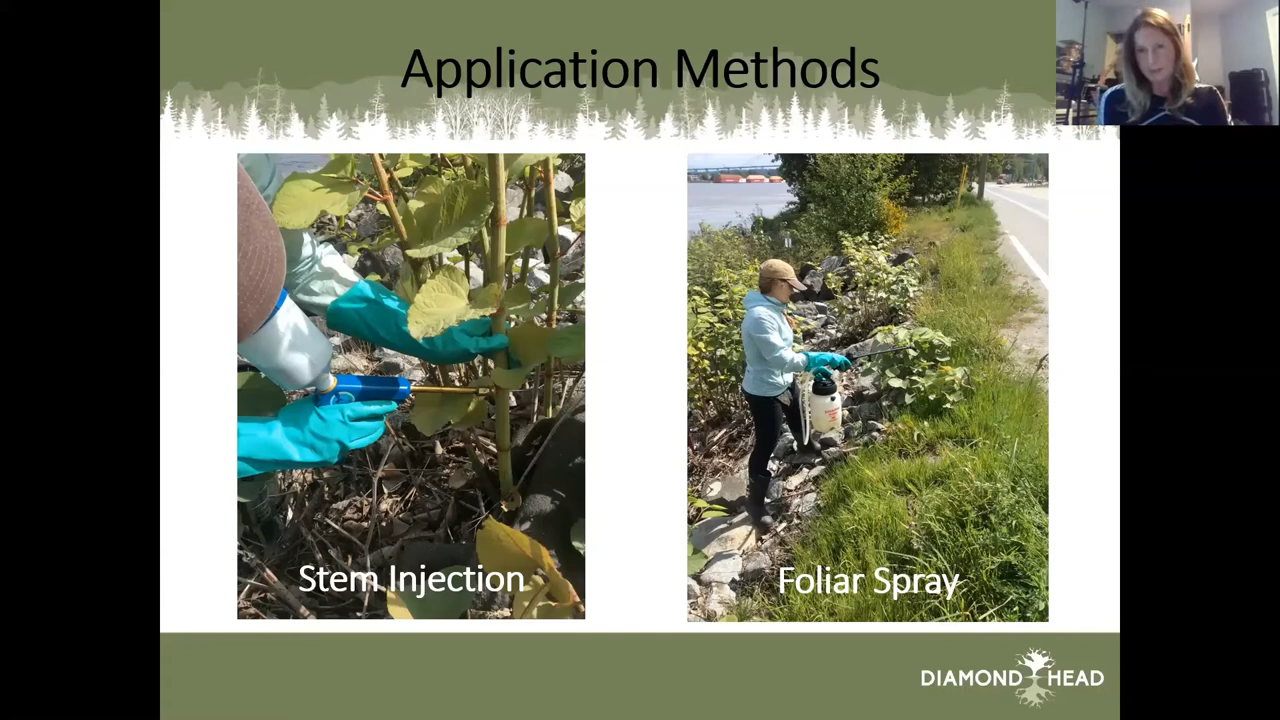 Application Methods
Stem Injection
Foliar Spray
DIAMOND HEAD